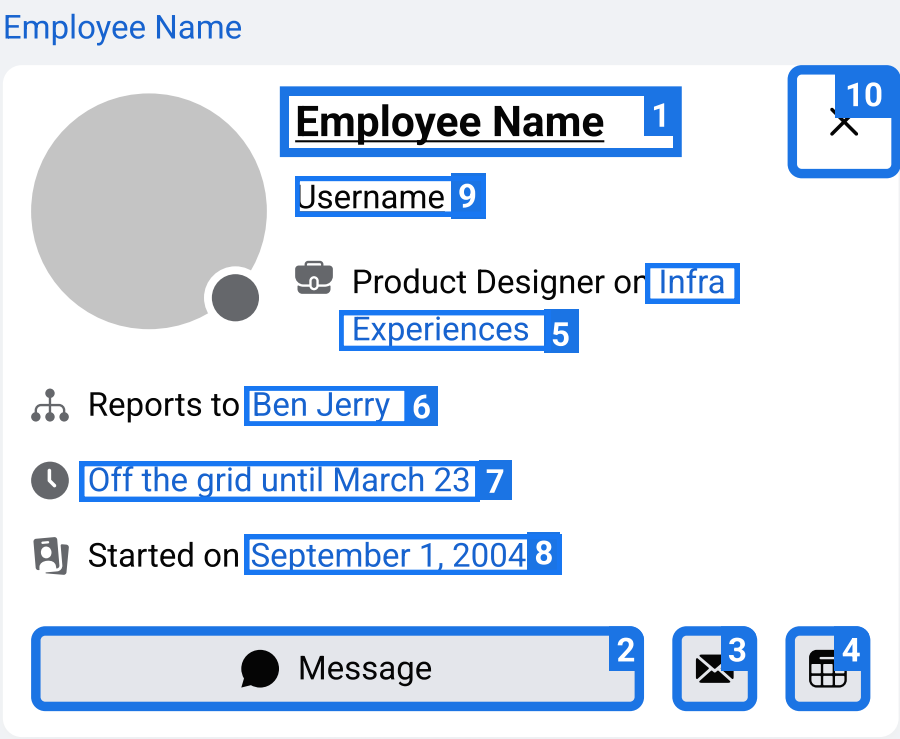 Employee Name
Employee Name 1
10
Username 9
Product Designer on Infra
Experiences 5
Reports to Ben Jerry 6
Off the grid until March 23 7
Started on September 1, 2004 8
Message 2 3 4